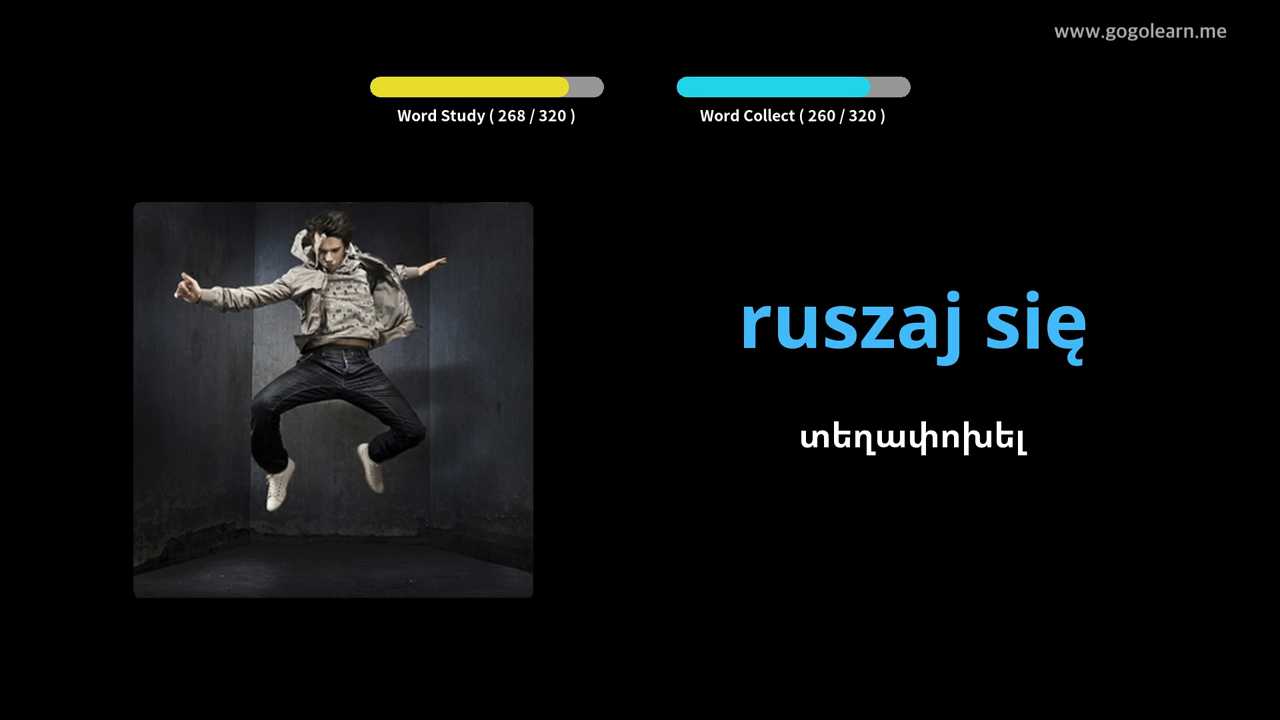 www.gogolearn.me
Word Study ( 268 / 320 )
Word Collect ( 260 / 320 )
ruszaj się
տեղափոխել